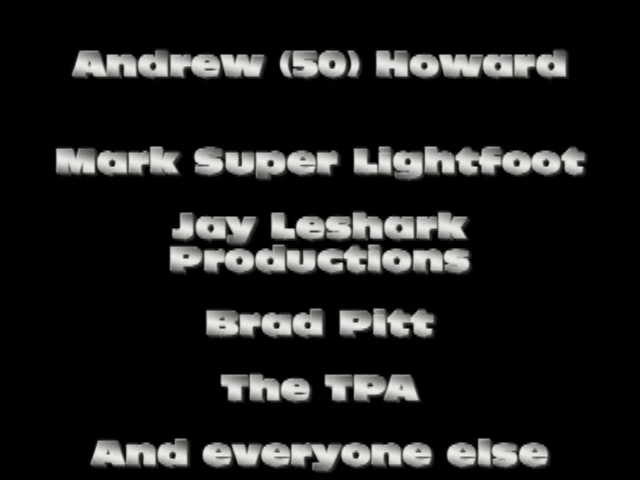 Andrew (50) Howard
Mark Super Lightfoot
Jay Leshark
Productions
Brad Pitt
The TPA
And everyone else